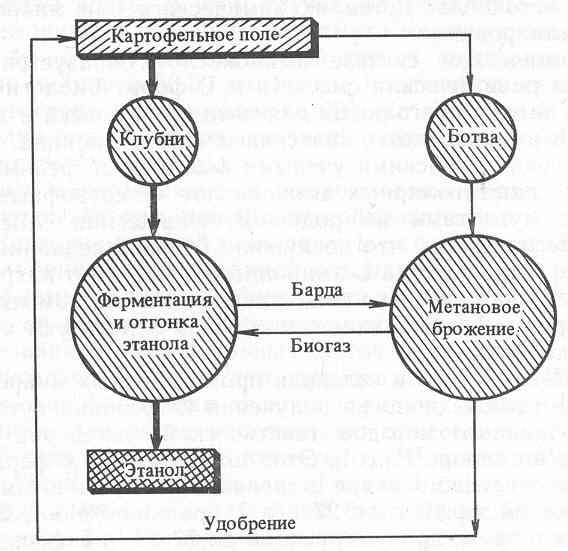 Картофельное поле
Клубни
Ботва
Ферментация
и отгонка
этанола
Барда
Биогаз
Метановое
брожение
Этанол
Удобрение